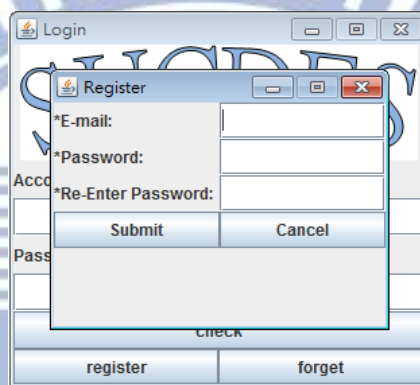 Login
Register
*E-mail:
*Password:
*Re-Enter Password:
Submit Cancel
check
register forget